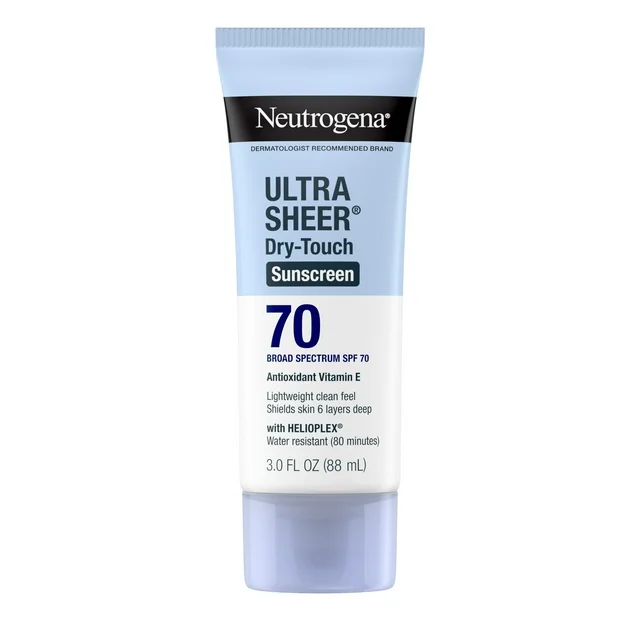 Neutrogena®
DERMATOLOGIST RECOMMENDED BRAND
ULTRA
SHEER®
Dry-Touch
Sunscreen
70
BROAD SPECTRUM SPF 70
Antioxidant Vitamin E
Lightweight clean feel
Shields skin 6 layers deep
with HELIOPLEX®
Water resistant (80 minutes)
3.0 FL OZ (88 mL)